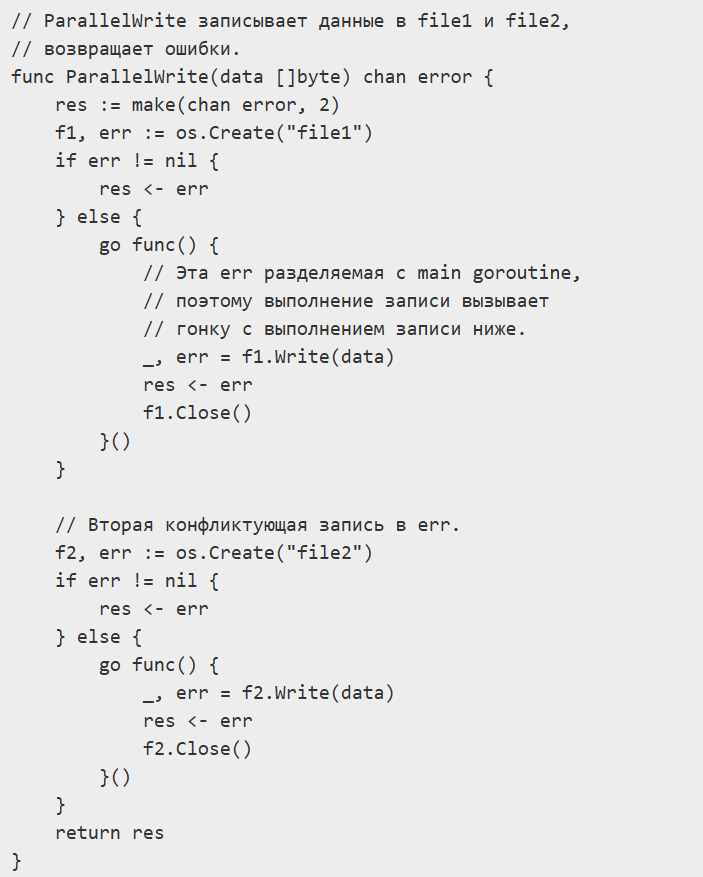 // ParallelWrite записывает данные в file1 и file2,
// возвращает ошибки.
func ParallelWrite(data []byte) chan error {
    res := make(chan error, 2)
    f1, err := os.Create("file1")
    if err != nil {
        res <- err
    } else {
        go func() {
            // Эта err разделяемая с main goroutine,
            // поэтому выполнение записи вызывает
            // гонку с выполнением записи ниже.
            _, err = f1.Write(data)
            res <- err
            f1.Close()
        }()
    }

    // Вторая конфликтующая запись в err.
    f2, err := os.Create("file2")
    if err != nil {
        res <- err
    } else {
        go func() {
            _, err = f2.Write(data)
            res <- err
            f2.Close()
        }()
    }
    return res
}